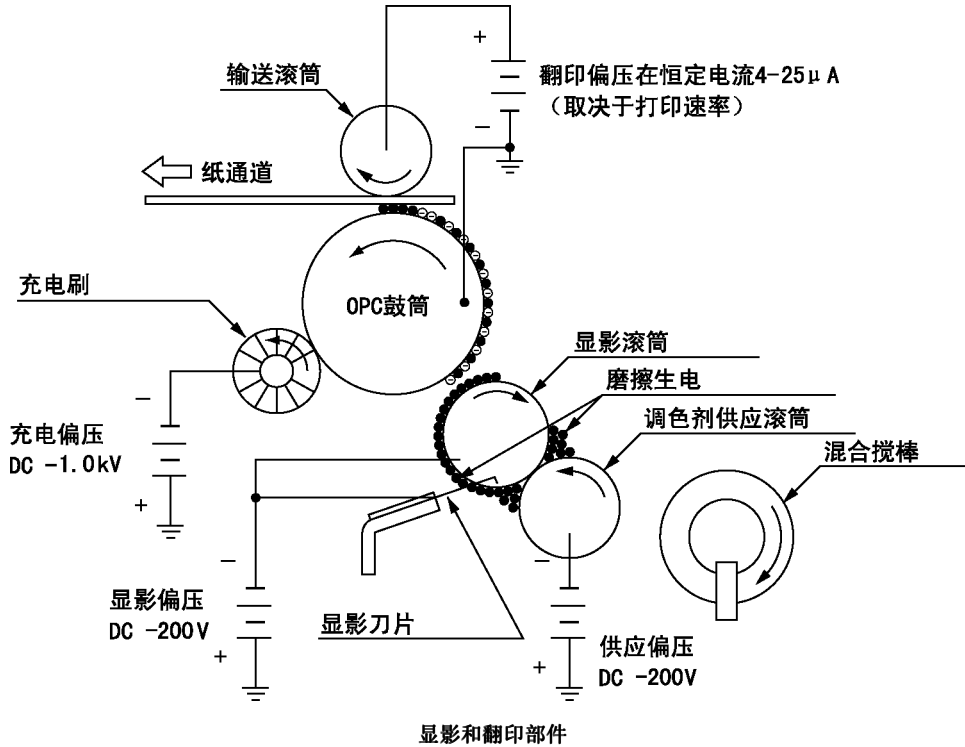 翻印偏压在恒定电流4-25μA
（取决于打印速率）
输送滚筒
纸通道
充电刷
OPC鼓筒
显影滚筒
磨擦生电
调色剂供应滚筒
混合搅棒
充电偏压
DC -1.0kV
显影偏压
DC -200V
显影刀片
供应偏压
DC -200V
显影和翻印部件